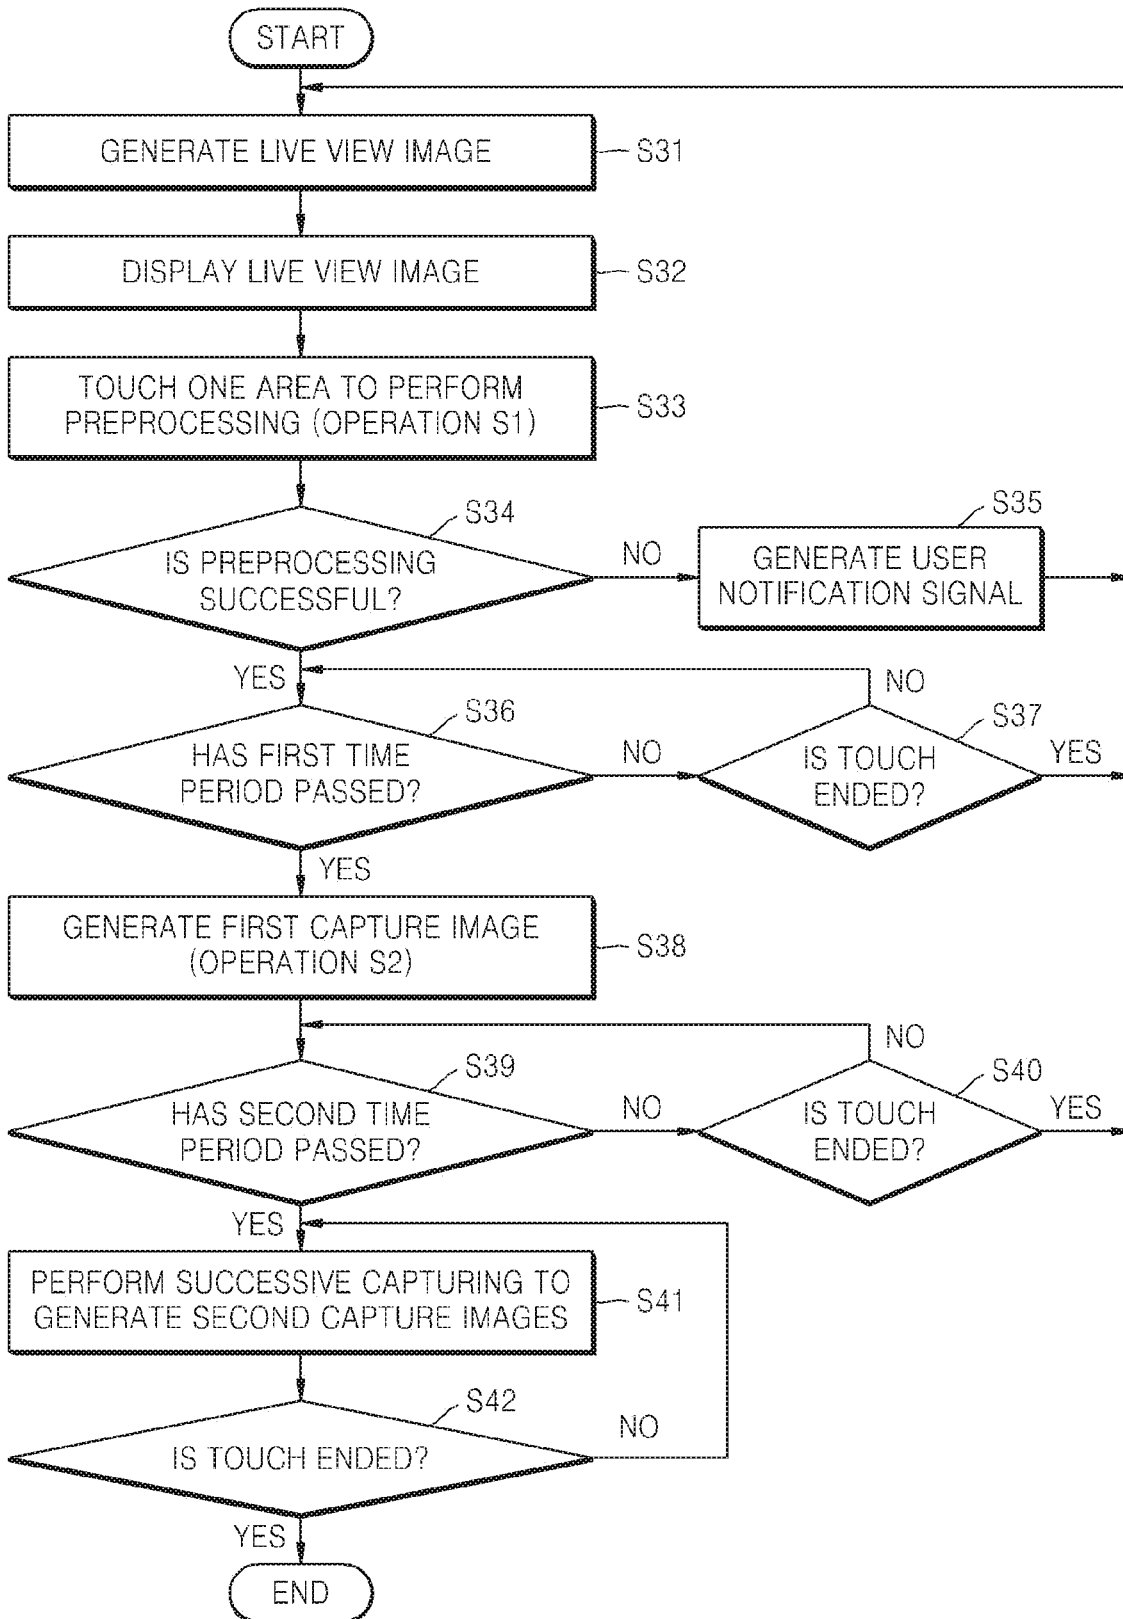 START
GENERATE LIVE VIEW IMAGE
S31
DISPLAY LIVE VIEW IMAGE
S32
TOUCH ONE AREA TO PERFORM
PREPROCESSING (OPERATION S1)
S33
S34
IS PREPROCESSING
SUCCESSFUL?
NO
S35
GENERATE USER
NOTIFICATION SIGNAL
YES
NO
S36
HAS FIRST TIME
PERIOD PASSED?
NO
S37
IS TOUCH
ENDED?
YES
YES
GENERATE FIRST CAPTURE IMAGE
(OPERATION S2)
S38
NO
S39
HAS SECOND TIME
PERIOD PASSED?
NO
S40
IS TOUCH
ENDED?
YES
YES
PERFORM SUCCESSIVE CAPTURING TO
GENERATE SECOND CAPTURE IMAGES
S41
S42
IS TOUCH ENDED?
NO
YES
END